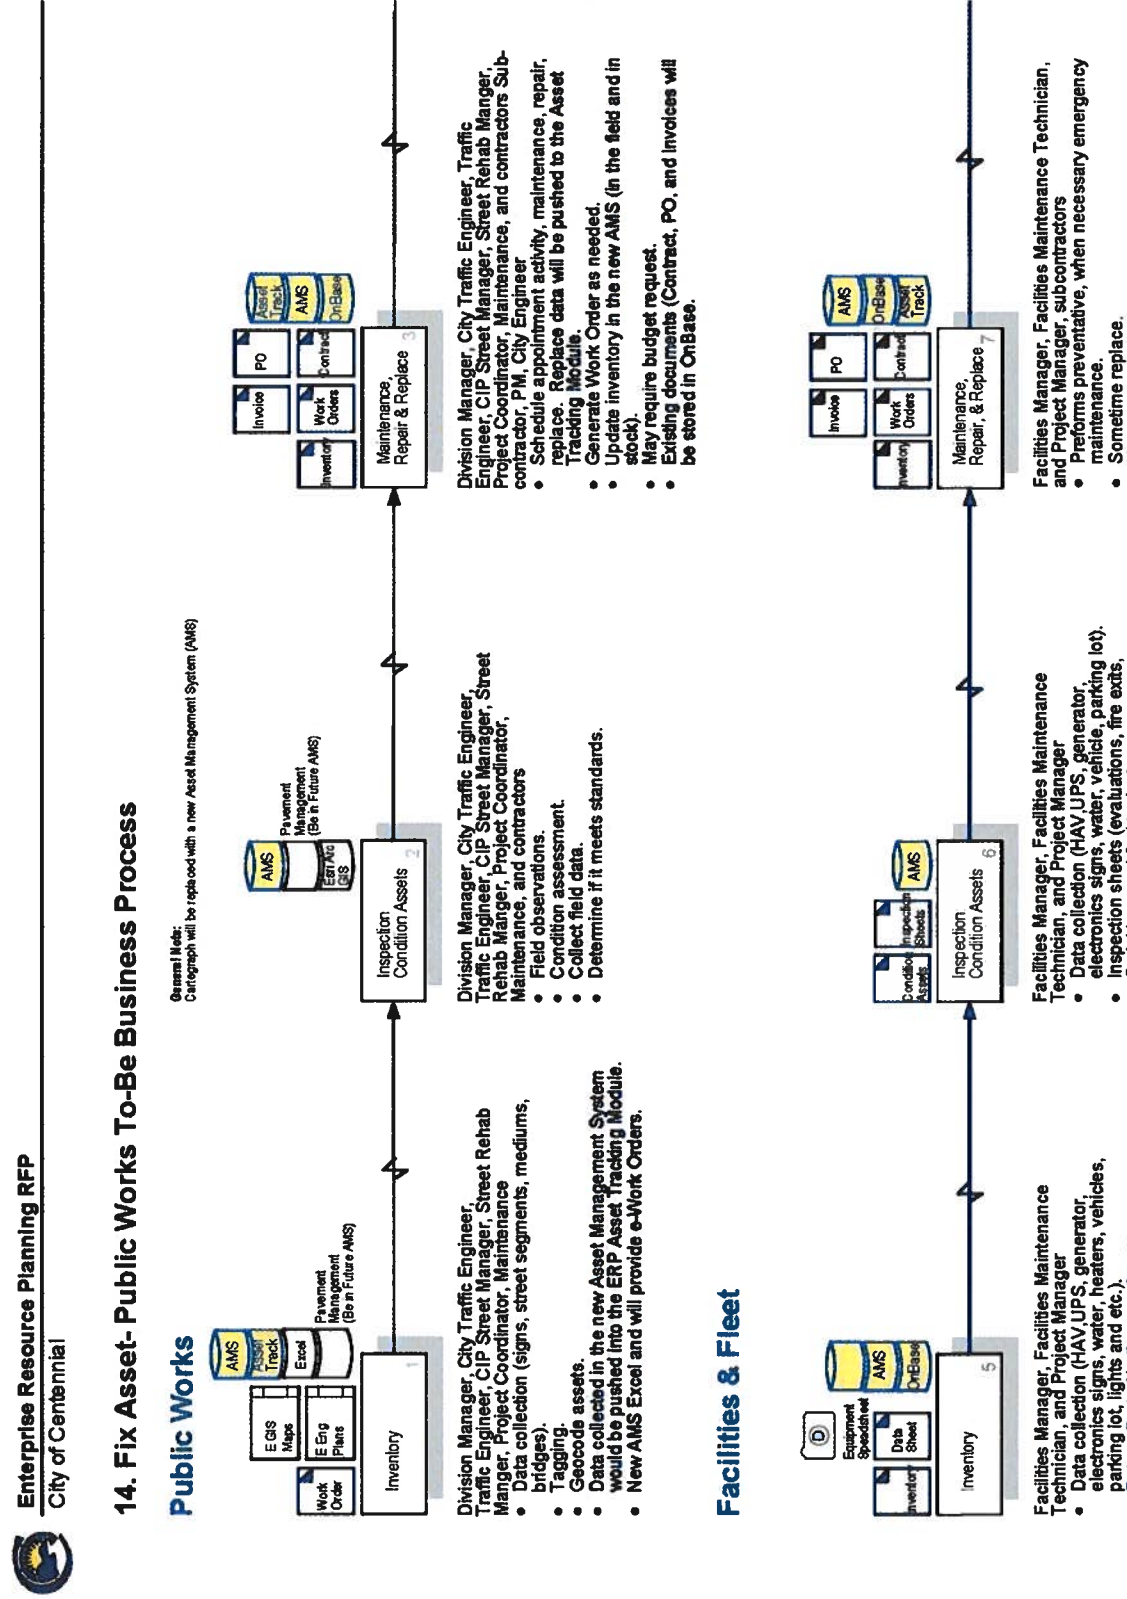 Enterprise Resource Planning RFP
City of Centennial
14. Fix Asset- Public Works To-Be Business Process
Public Works
General Note:
Cartegraph will be replaced with a new Asset Management System (AMS)
Work
Order
E GIS
Maps
E Eng
Plans
AMS
Asset
Track
Excel
Pavement
Management
(Be in Future AMS)
Inventory
1
Division Manager, City Traffic Engineer,
Traffic Engineer, CIP Street Manager, Street Rehab
Manger, Project Coordinator, Maintenance
• Data collection (signs, street segments, mediums,
bridges).
• Tagging.
• Geocode assets.
• Data collected in the new Asset Management System
would be pushed into the ERP Asset Tracking Module.
• New AMS Excel and will provide e-Work Orders.
AMS
Esri Arc
GIS
Pavement
Management
(Be in Future AMS)
Inspection
Condition Assets
2
Division Manager, City Traffic Engineer,
Traffic Engineer, CIP Street Manager, Street
Rehab Manger, Project Coordinator,
Maintenance, and contractors
• Field observations.
• Condition assessment.
• Collect field data.
• Determine if it meets standards.
Invoice
PO
Inventory
Work
Orders
Contract
Asset
Track
AMS
OnBase
Maintenance,
Repair & Replace
3
Division Manager, City Traffic Engineer, Traffic
Engineer, CIP Street Manager, Street Rehab Manger,
Project Coordinator, Maintenance, and contractors Sub-
contractor, PM, City Engineer
• Schedule appointment activity, maintenance, repair,
replace. Replace data will be pushed to the Asset
Tracking Module.
• Generate Work Order as needed.
• Update inventory in the new AMS (in the field and in
stock).
• May require budget request.
• Existing documents (Contract, PO, and Invoices will
be stored in OnBase.
Facilities & Fleet
D
Equipment
Spreadsheet
Inventory
Data
Sheet
AMS
OnBase
Inventory
5
Facilities Manager, Facilities Maintenance
Technician, and Project Manager
• Data collection (HAV,UPS, generator,
electronics signs, water, heaters, vehicles,
parking lot, lights and etc.).
Condition
Assets
Inspection
Sheets
AMS
Inspection
Condition Assets
6
Facilities Manager, Facilities Maintenance
Technician, and Project Manager
• Data collection (HAV,UPS, generator,
electronics signs, water, vehicle, parking lot).
• Inspection sheets (evaluations, fire exits,
Invoice
PO
Inventory
Work
Orders
Contract
AMS
OnBase
Asset
Track
Maintenance,
Repair, & Replace
7
Facilities Manager, Facilities Maintenance Technician,
and Project Manager, subcontractors
• Preforms preventative, when necessary emergency
maintenance.
• Sometime replace.